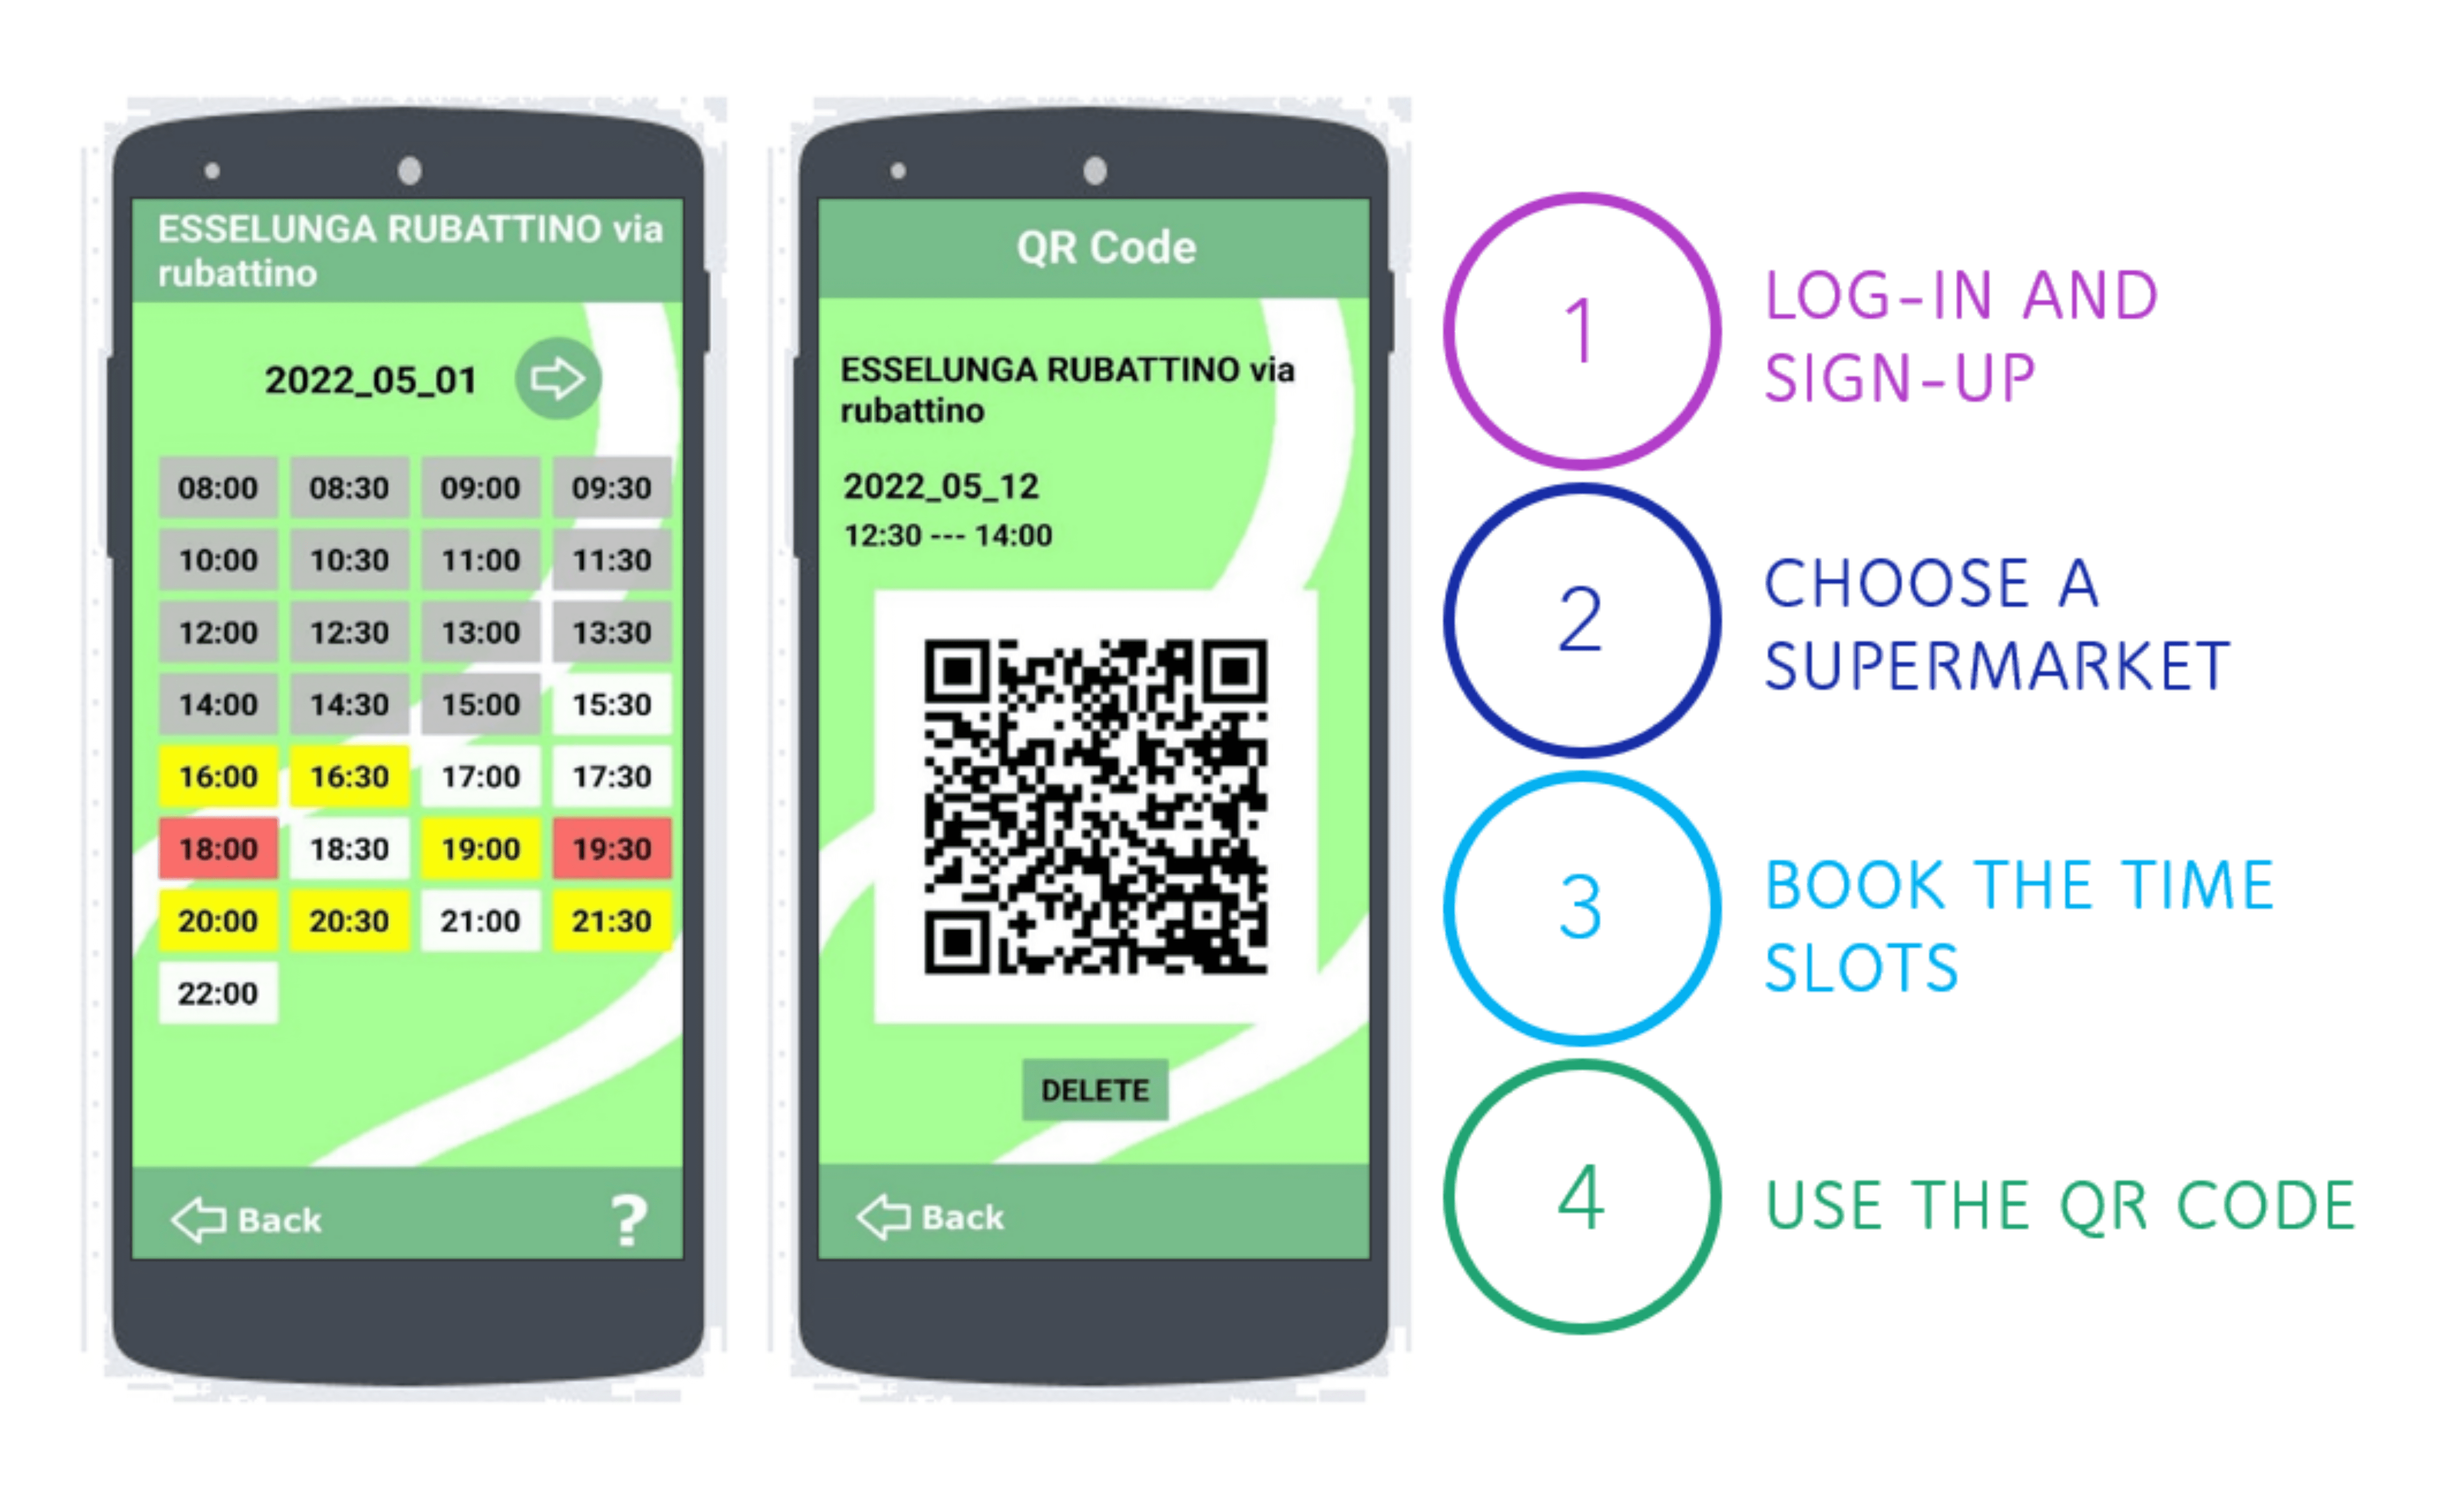 ESSELUNGA RUBATTINO via
rubattino
2022_05_01
08:00 08:30 09:00 09:30
10:00 10:30 11:00 11:30
12:00 12:30 13:00 13:30
14:00 14:30 15:00 15:30
16:00 16:30 17:00 17:30
18:00 18:30 19:00 19:30
20:00 20:30 21:00 21:30
22:00
Back ?
QR Code
ESSELUNGA RUBATTINO via
rubattino
2022_05_12
12:30 --- 14:00
DELETE
Back
1
LOG-IN AND
SIGN-UP
2
CHOOSE A
SUPERMARKET
3
BOOK THE TIME
SLOTS
4
USE THE QR CODE